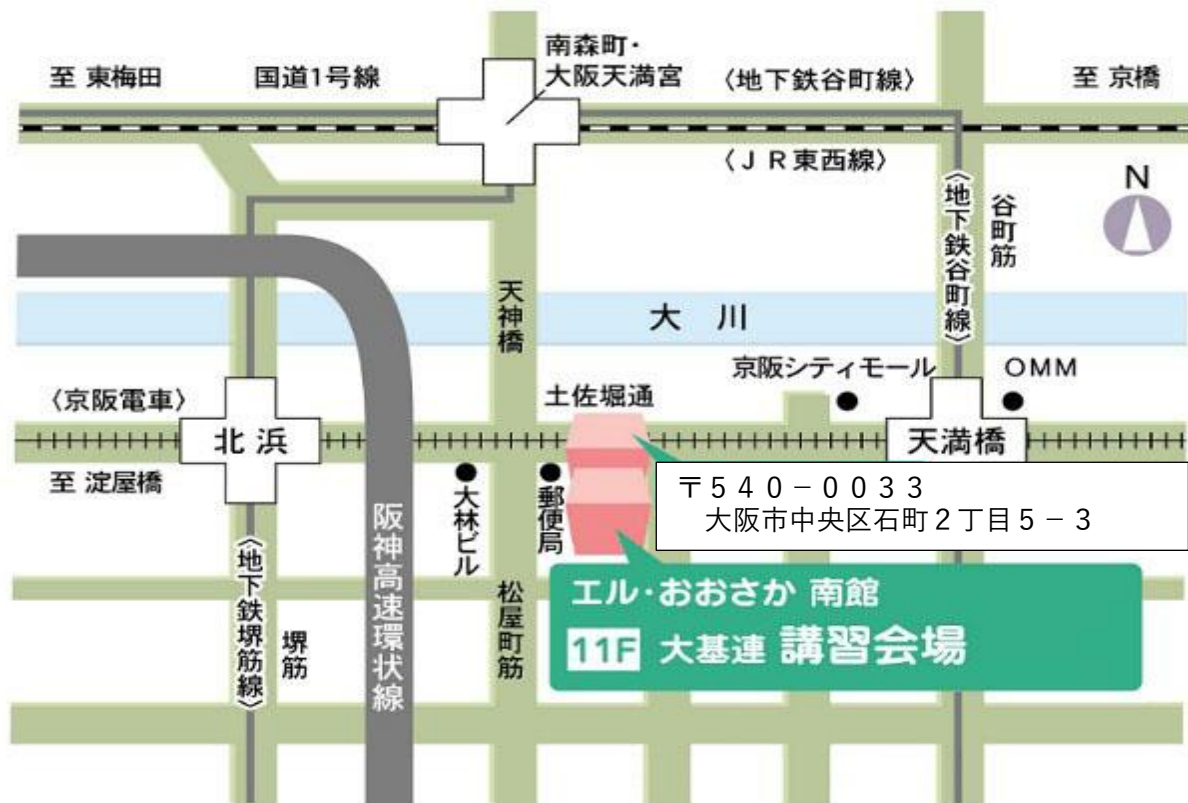 南森町・
大阪天満宮
至 東梅田
国道1号線
〈地下鉄谷町線〉
至 京橋
〈ＪＲ東西線〉
N
〈地下鉄谷町線〉
谷町筋
天神橋
大 川
京阪シティモール
OMM
〈京阪電車〉
土佐堀通
北浜
天満橋
至 淀屋橋
大林ビル
郵便局
〒５４０－００３３
大阪市中央区石町２丁目５－３
阪神高速環状線
〈地下鉄堺筋線〉
堺筋
松屋町筋
エル・おおさか 南館
11F 大基連 講習会場